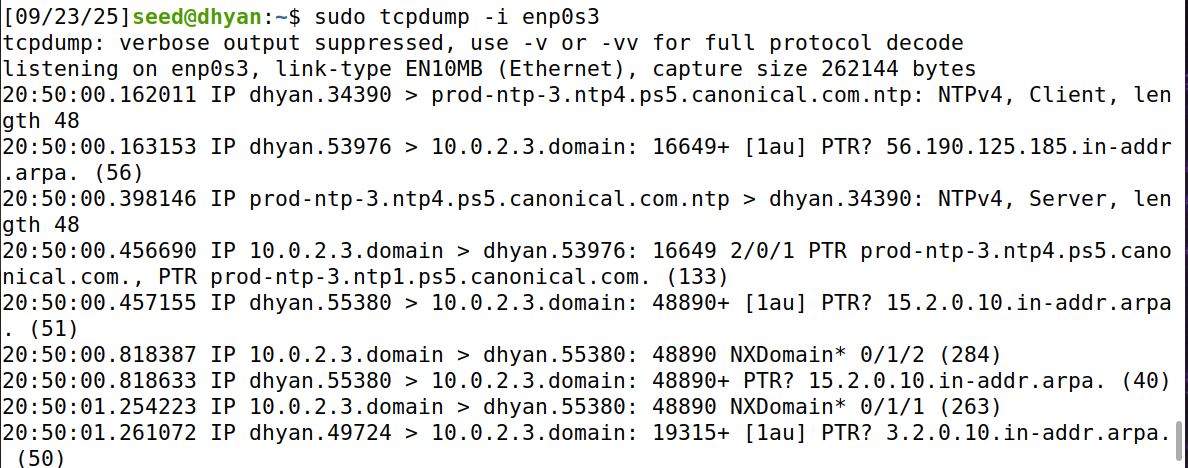 [09/23/25]seed@dhyan:~$ sudo tcpdump -i enp0s3
tcpdump: verbose output suppressed, use -v or -vv for full protocol decode
listening on enp0s3, link-type EN10MB (Ethernet), capture size 262144 bytes
20:50:00.162011 IP dhyan.34390 > prod-ntp-3.ntp4.ps5.canonical.com.ntp: NTPv4, Client, len
gth 48
20:50:00.163153 IP dhyan.53976 > 10.0.2.3.domain: 16649+ [1au] PTR? 56.190.125.185.in-addr
.arpa. (56)
20:50:00.398146 IP prod-ntp-3.ntp4.ps5.canonical.com.ntp > dhyan.34390: NTPv4, Server, len
gth 48
20:50:00.456690 IP 10.0.2.3.domain > dhyan.53976: 16649 2/0/1 PTR prod-ntp-3.ntp4.ps5.cano
nical.com., PTR prod-ntp-3.ntp1.ps5.canonical.com. (133)
20:50:00.457155 IP dhyan.55380 > 10.0.2.3.domain: 48890+ [1au] PTR? 15.2.0.10.in-addr.arpa
. (51)
20:50:00.818387 IP 10.0.2.3.domain > dhyan.55380: 48890 NXDomain* 0/1/2 (284)
20:50:00.818633 IP dhyan.55380 > 10.0.2.3.domain: 48890+ PTR? 15.2.0.10.in-addr.arpa. (40)
20:50:01.254223 IP 10.0.2.3.domain > dhyan.55380: 48890 NXDomain* 0/1/1 (263)
20:50:01.261072 IP dhyan.49724 > 10.0.2.3.domain: 19315+ [1au] PTR? 3.2.0.10.in-addr.arpa.
 (50)